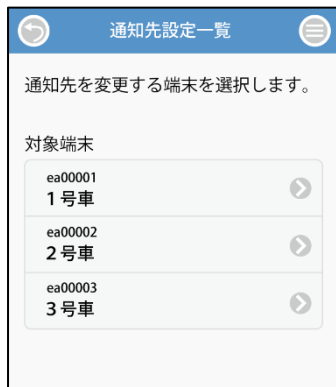 通知先設定一覧
通知先を変更する端末を選択します。
対象端末
ea00001
1号車
ea00002
2号車
ea00003
3号車